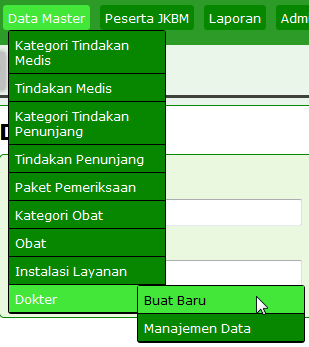 Data Master Peserta JKBM Laporan
Kategori Tindakan
Medis
Tindakan Medis
Kategori Tindakan
Penunjang
Tindakan Penunjang
Paket Pemeriksaan
Kategori Obat
Obat
Instalasi Layanan
Dokter
Buat Baru
Manajemen Data